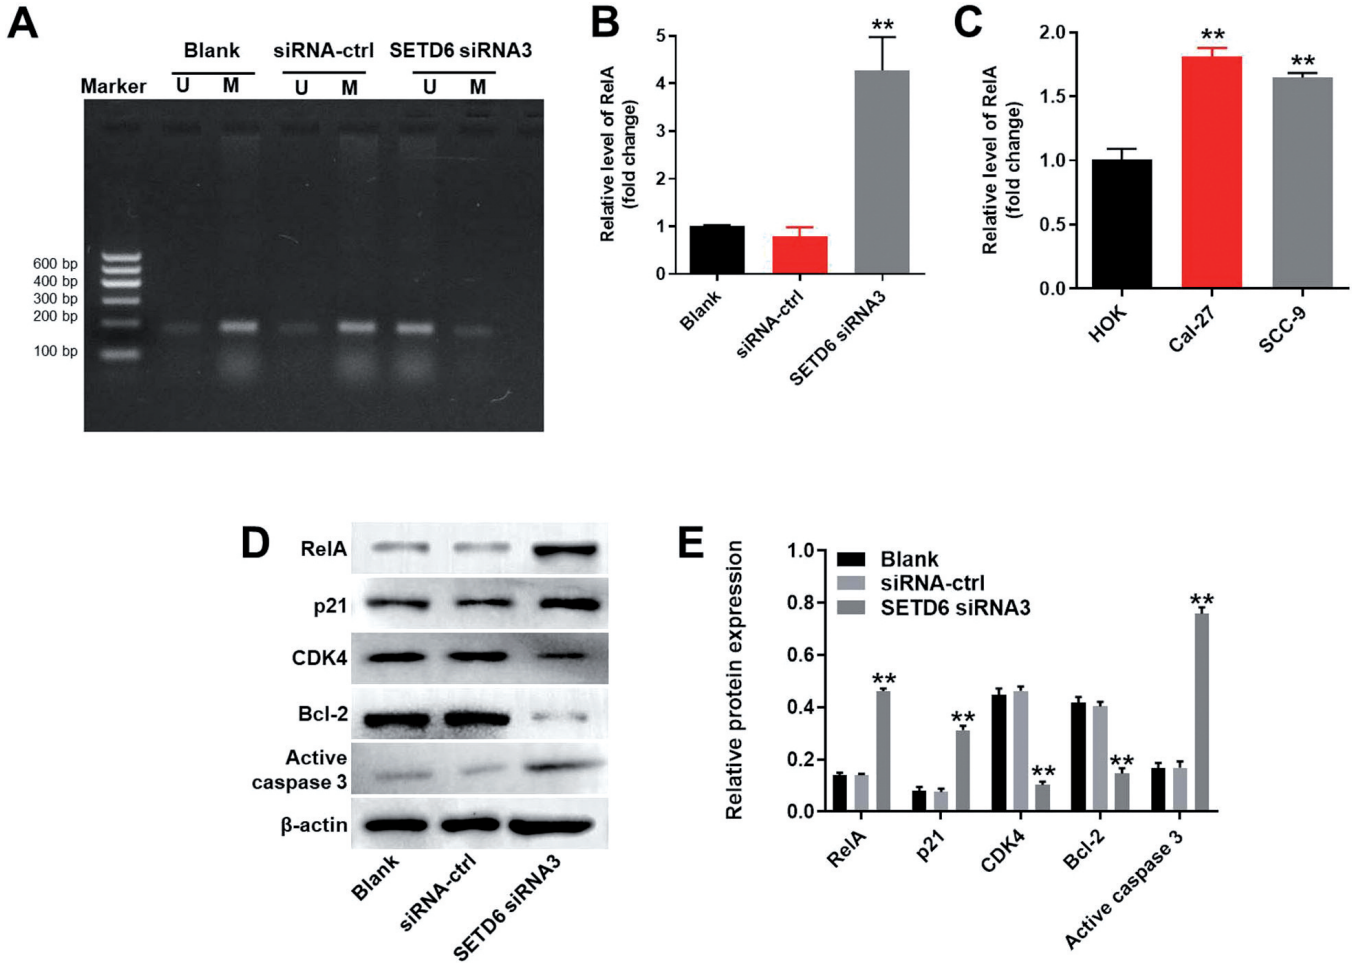 A
Blank siRNA-ctrl SETD6 siRNA3
Marker U M U M U M
600 bp
400 bp
300 bp
200 bp
100 bp
B
Relative level of RelA
(fold change)
5
4
3
2
1
0
**
Blank
siRNA-ctrl
SETD6 siRNA3
C
Relative level of RelA
(fold change)
2.0
1.5
1.0
0.5
0.0
**
**
HOK
Cal-27
SCC-9
D
RelA
p21
CDK4
Bcl-2
Active
caspase 3
β-actin
Blank
siRNA-ctrl
SETD6 siRNA3
E
Relative protein expression
1.0
0.8
0.6
0.4
0.2
0.0
Blank
siRNA-ctrl
SETD6 siRNA3
**
**
**
**
**
RelA
p21
CDK4
Bcl-2
Active caspase 3